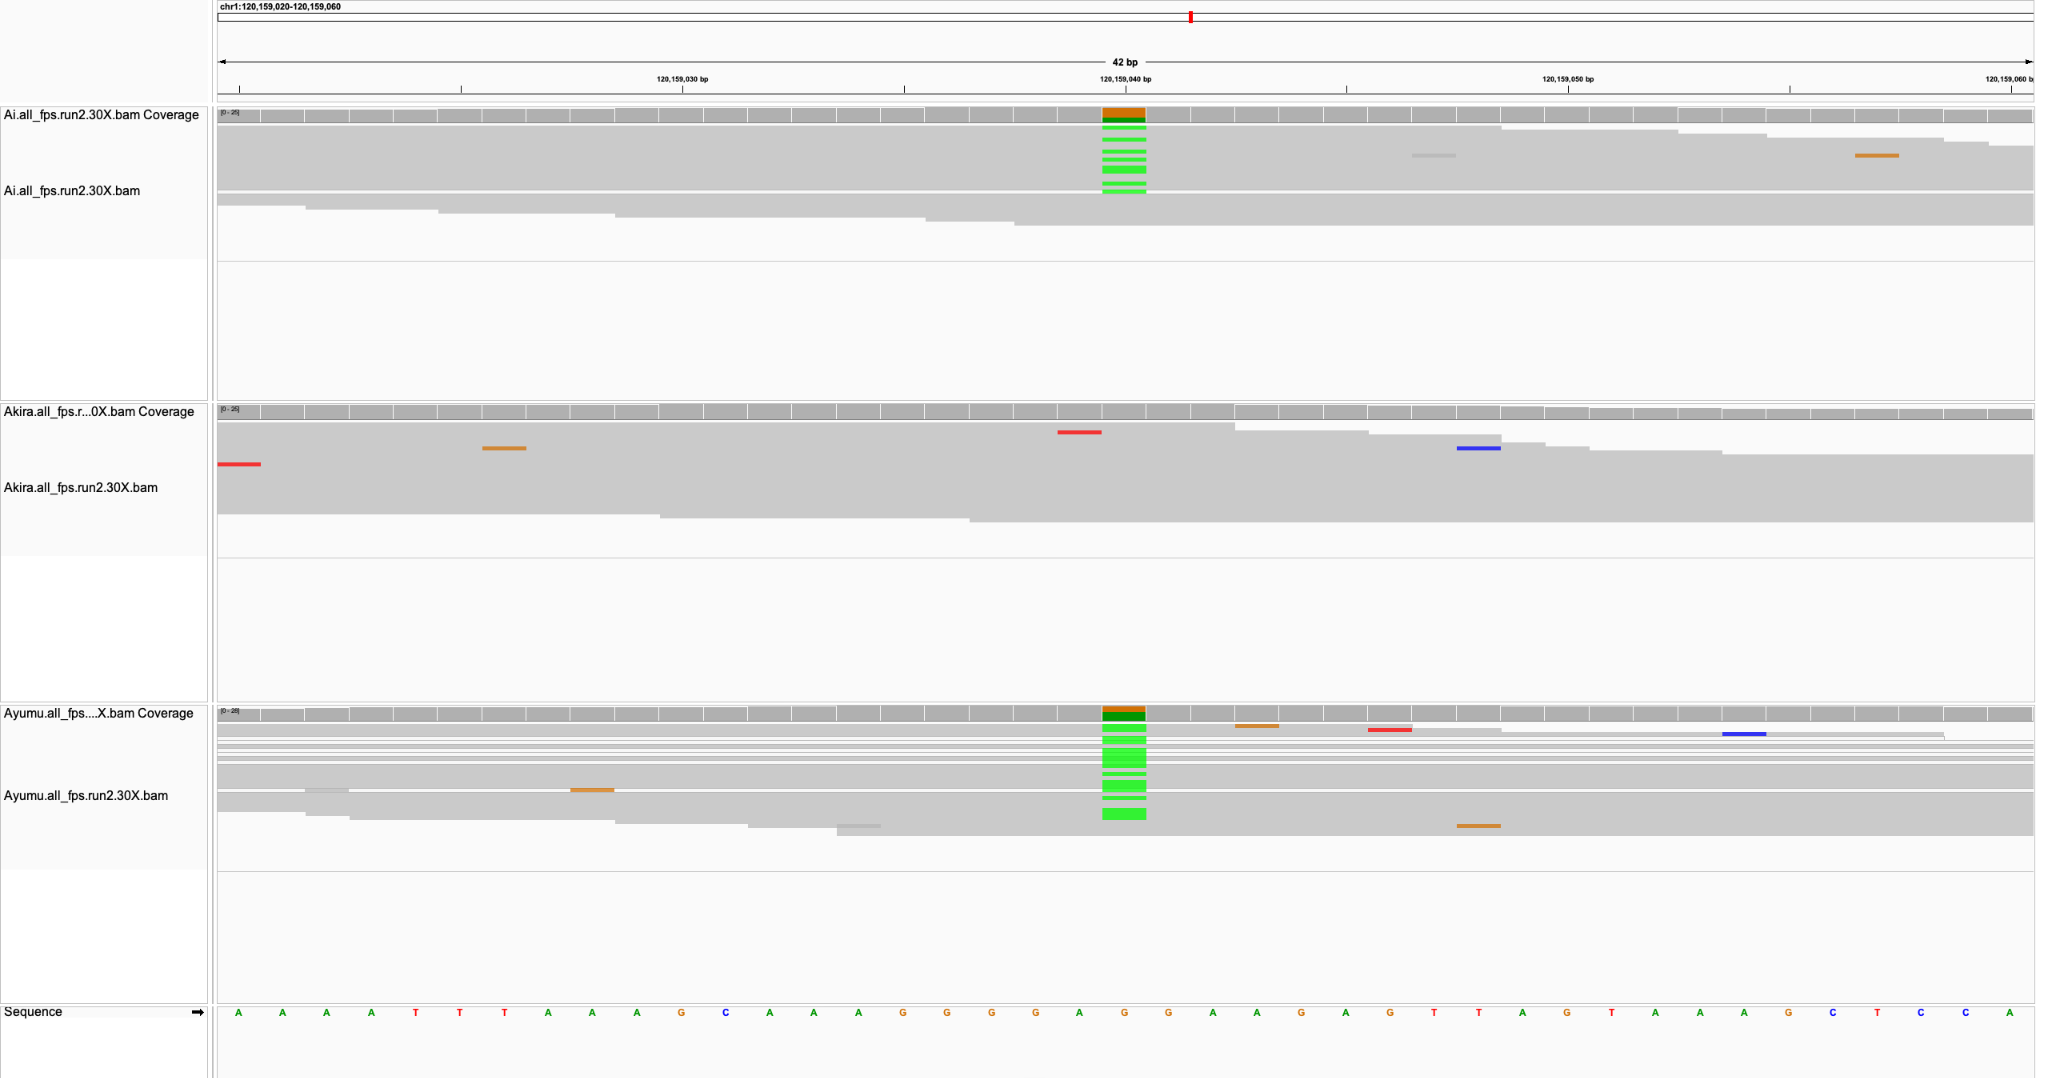 chr1:120,159,020-120,159,060
42 bp
120,159,030 bp 120,159,040 bp 120,159,050 bp 120,159,060 bp
Ai.all_fps.run2.30X.bam Coverage
[0 - 25]
Ai.all_fps.run2.30X.bam
Akira.all_fps.r...0X.bam Coverage
[0 - 25]
Akira.all_fps.run2.30X.bam
Ayumu.all_fps....X.bam Coverage
Ayumu.all_fps.run2.30X.bam
Sequence A A A A T T T A A A G C A A A G G G G A G G A A G A G T T A G T A A A G C T C C A